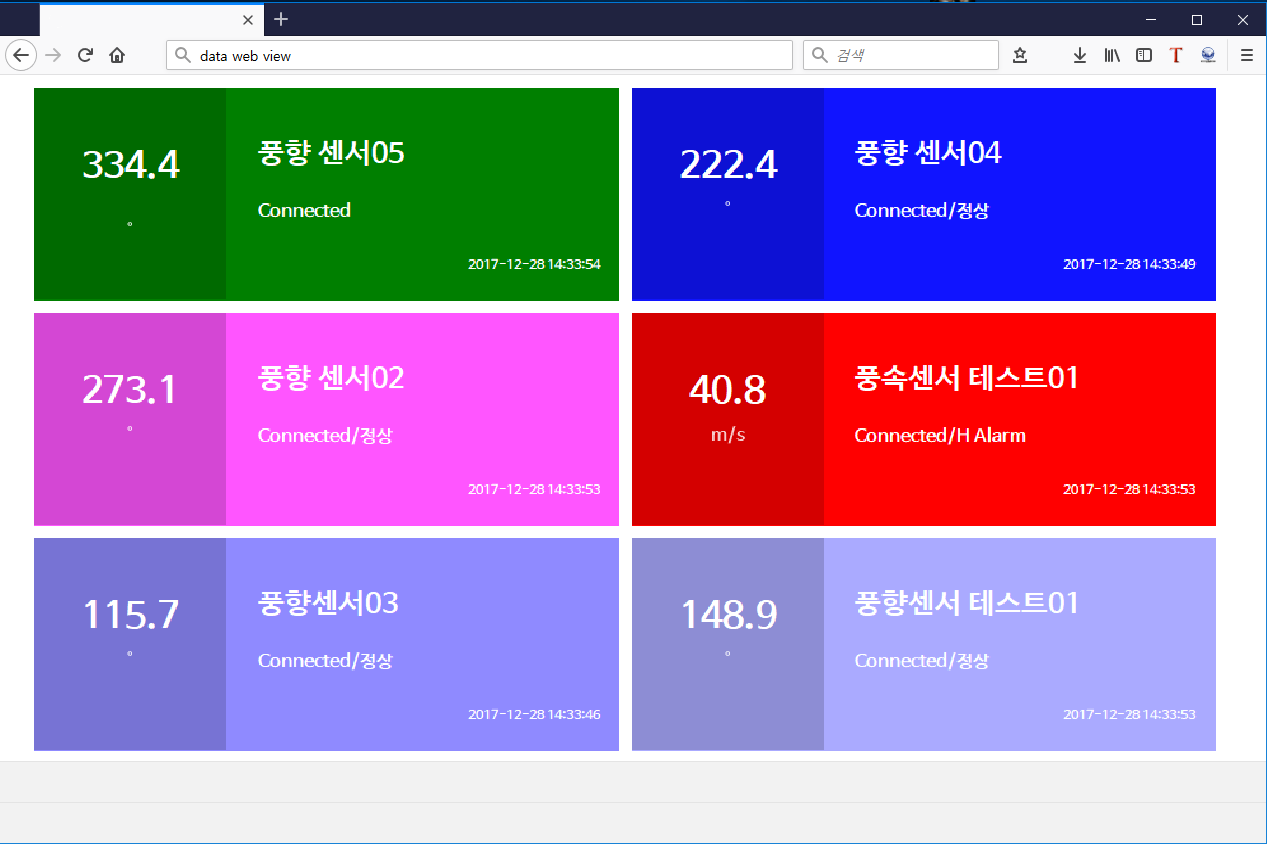 data web view
검색
T
334.4
°
풍향 센서05
Connected
2017-12-28 14:33:54
222.4
°
풍향 센서04
Connected/정상
2017-12-28 14:33:49
273.1
°
풍향 센서02
Connected/정상
2017-12-28 14:33:53
40.8
m/s
풍속센서 테스트01
Connected/H Alarm
2017-12-28 14:33:53
115.7
°
풍향센서03
Connected/정상
2017-12-28 14:33:46
148.9
°
풍향센서 테스트01
Connected/정상
2017-12-28 14:33:53